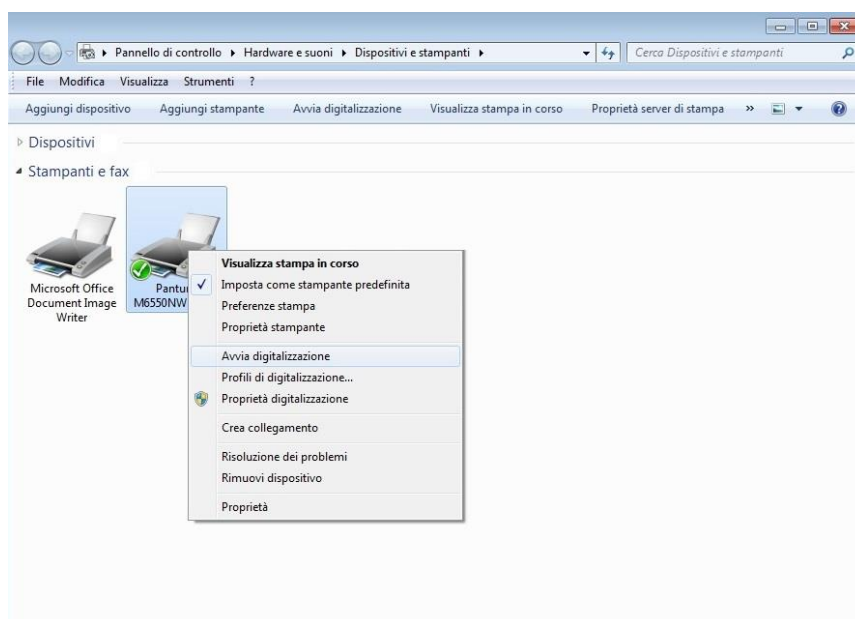 Pannello di controllo Hardware e suoni Dispositivi e stampanti Cerca Dispositivi e stampanti
File Modifica Visualizza Strumenti ?
Aggiungi dispositivo Aggiungi stampante Avvia digitalizzazione Visualizza stampa in corso Proprietà server di stampa »
Dispositivi
Stampanti e fax
Microsoft Office
Document Image
Writer
M6550NW
Visualizza stampa in corso
Imposta come stampante predefinita
Preferenze stampa
Proprietà stampante
Avvia digitalizzazione
Profili di digitalizzazione...
Proprietà digitalizzazione
Crea collegamento
Risoluzione dei problemi
Rimuovi dispositivo
Proprietà